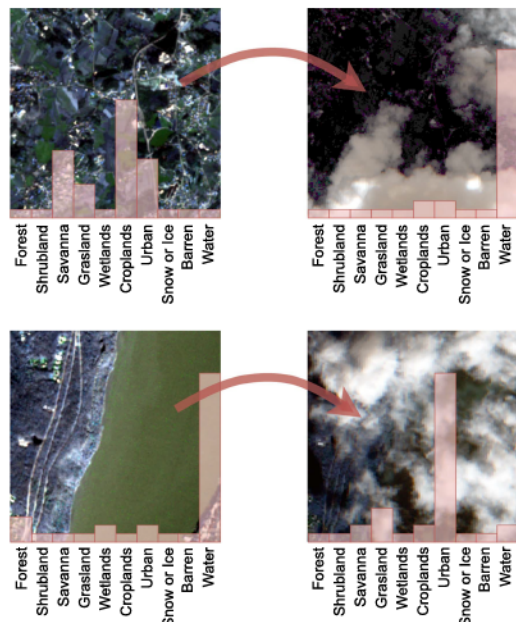 Forest
Shrubland
Savanna
Grasland
Wetlands
Croplands
Urban
Snow or Ice
Barren
Water
Forest
Shrubland
Savanna
Grasland
Wetlands
Croplands
Urban
Snow or Ice
Barren
Water
Forest
Shrubland
Savanna
Grasland
Wetlands
Croplands
Urban
Snow or Ice
Barren
Water
Forest
Shrubland
Savanna
Grasland
Wetlands
Croplands
Urban
Snow or Ice
Barren
Water